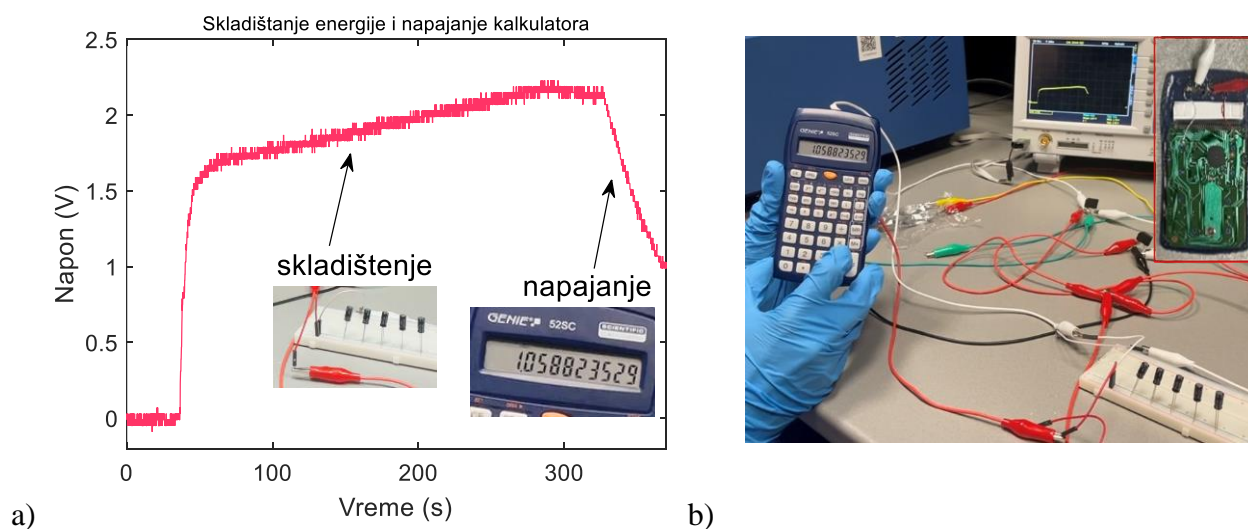 Skladištanje energije i napajanje kalkulatora
2.5
2
1.5
1
0.5
0
Napon (V)
skladištenje
napajanje
GENIE 52SC
SCIENTIFIC
1.058823529
0
100
200
300
Vreme (s)
a)
GENIE 52SC
1.058823529
b)